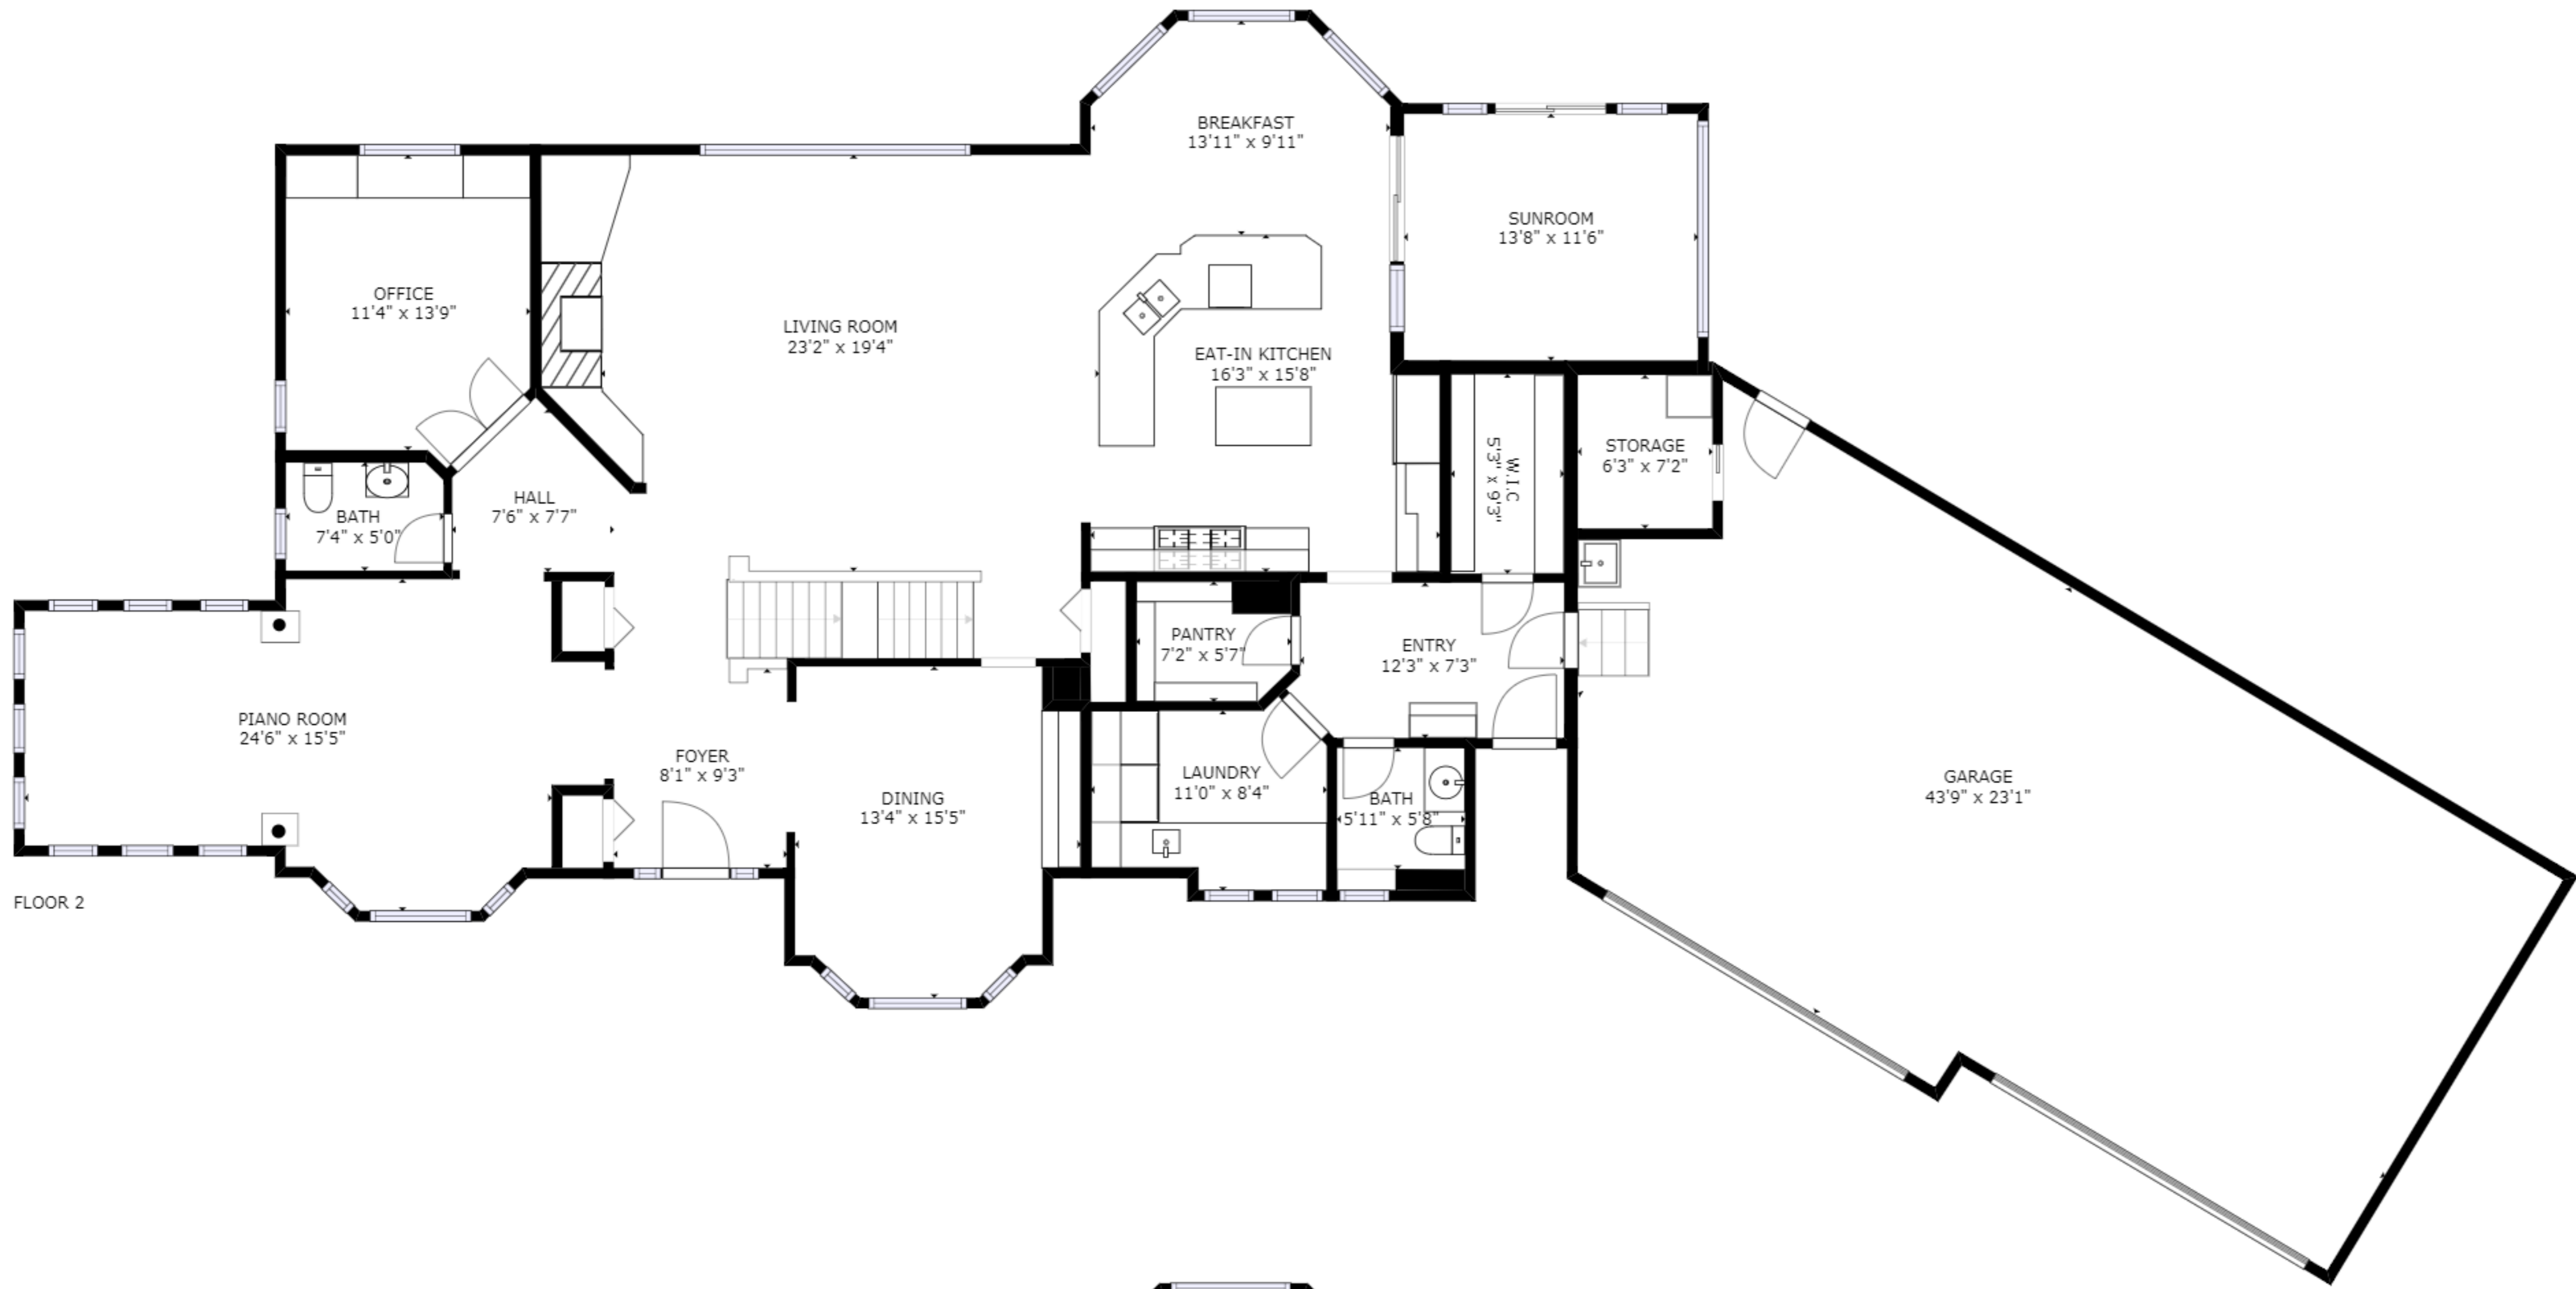 BREAKFAST
13'11" x 9'11"
SUNROOM
13'8" x 11'6"
OFFICE
11'4" x 13'9"
LIVING ROOM
23'2" x 19'4"
EAT-IN KITCHEN
16'3" x 15'8"
W.I.C
5'3" x 9'3"
STORAGE
6'3" x 7'2"
HALL
7'6" x 7'7"
BATH
7'4" x 5'0"
PANTRY
7'2" x 5'7"
ENTRY
12'3" x 7'3"
PIANO ROOM
24'6" x 15'5"
FOYER
8'1" x 9'3"
DINING
13'4" x 15'5"
LAUNDRY
11'0" x 8'4"
BATH
5'11" x 5'8"
GARAGE
43'9" x 23'1"
FLOOR 2